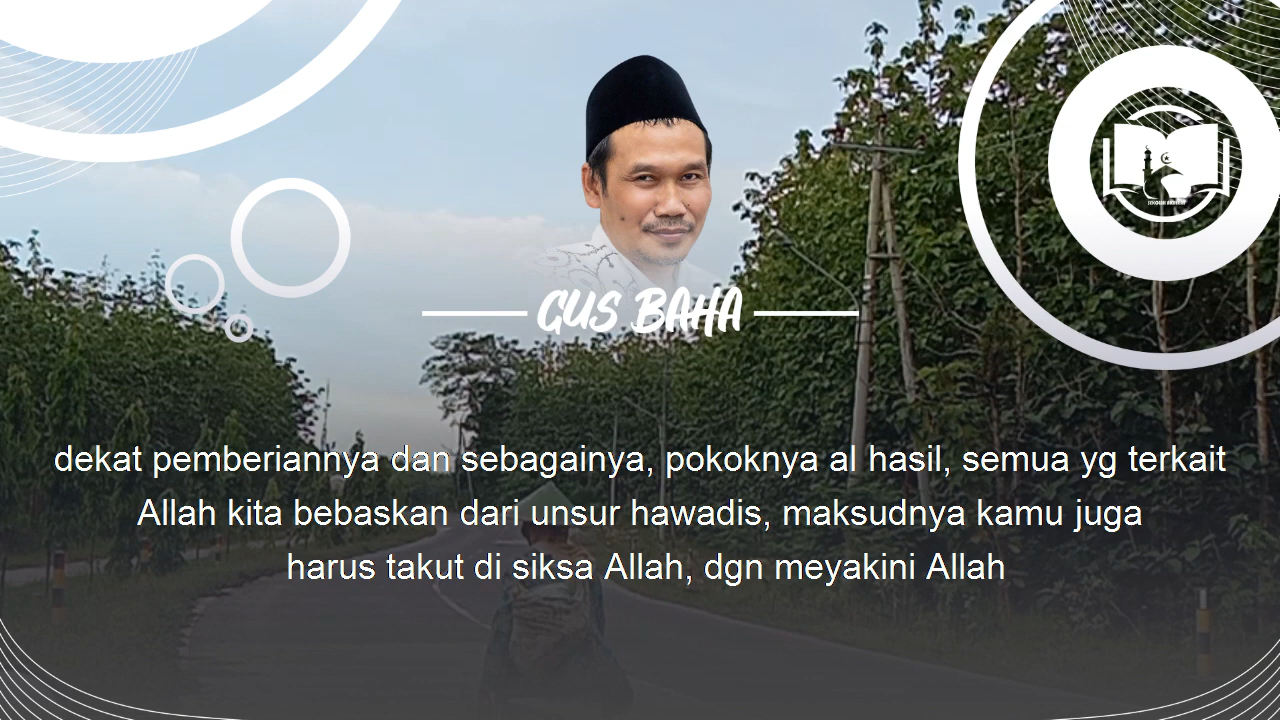 GUS BAHA
dekat pemberiannya dan sebagainya, pokoknya al hasil, semua yg terkait
Allah kita bebaskan dari unsur hawadis, maksudnya kamu juga
harus takut di siksa Allah, dgn meyakini Allah